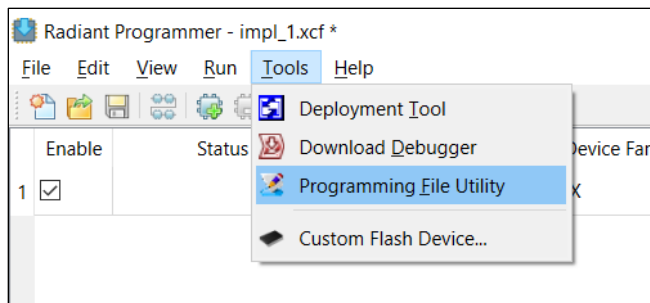 Radiant Programmer - impl_1.xcf *
File Edit View Run Tools Help
Deployment Tool
Enable Status Download Debugger Device Far
1 Programming File Utility X
Custom Flash Device...